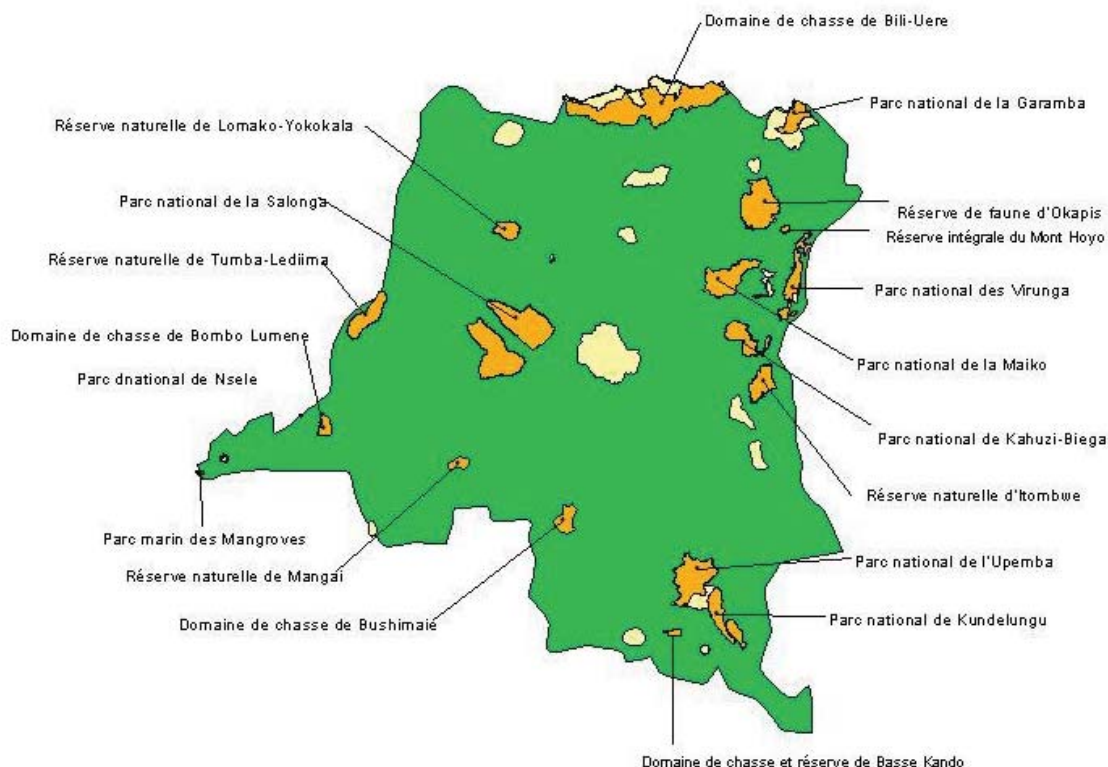 Domaine de chasse de Bili-Uere
Parc national de la Garamba
Réserve naturelle de Lomako-Yokokala
Parc national de la Salonga
Réserve de faune d'Okapis
Réserve intégrale du Mont Hoyo
Réserve naturelle de Tumba-Lediima
Parc national des Virunga
Domaine de chasse de Bombo Lumene
Parc national de la Maiko
Parc dnational de Nsele
Parc national de Kahuzi-Biega
Réserve naturelle d'Itombwe
Parc marin des Mangroves
Parc national de l'Upemba
Réserve naturelle de Mangaï
Domaine de chasse de Bushimaié
Parc national de Kundelungu
Domaine de chasse et réserve de Basse Kando